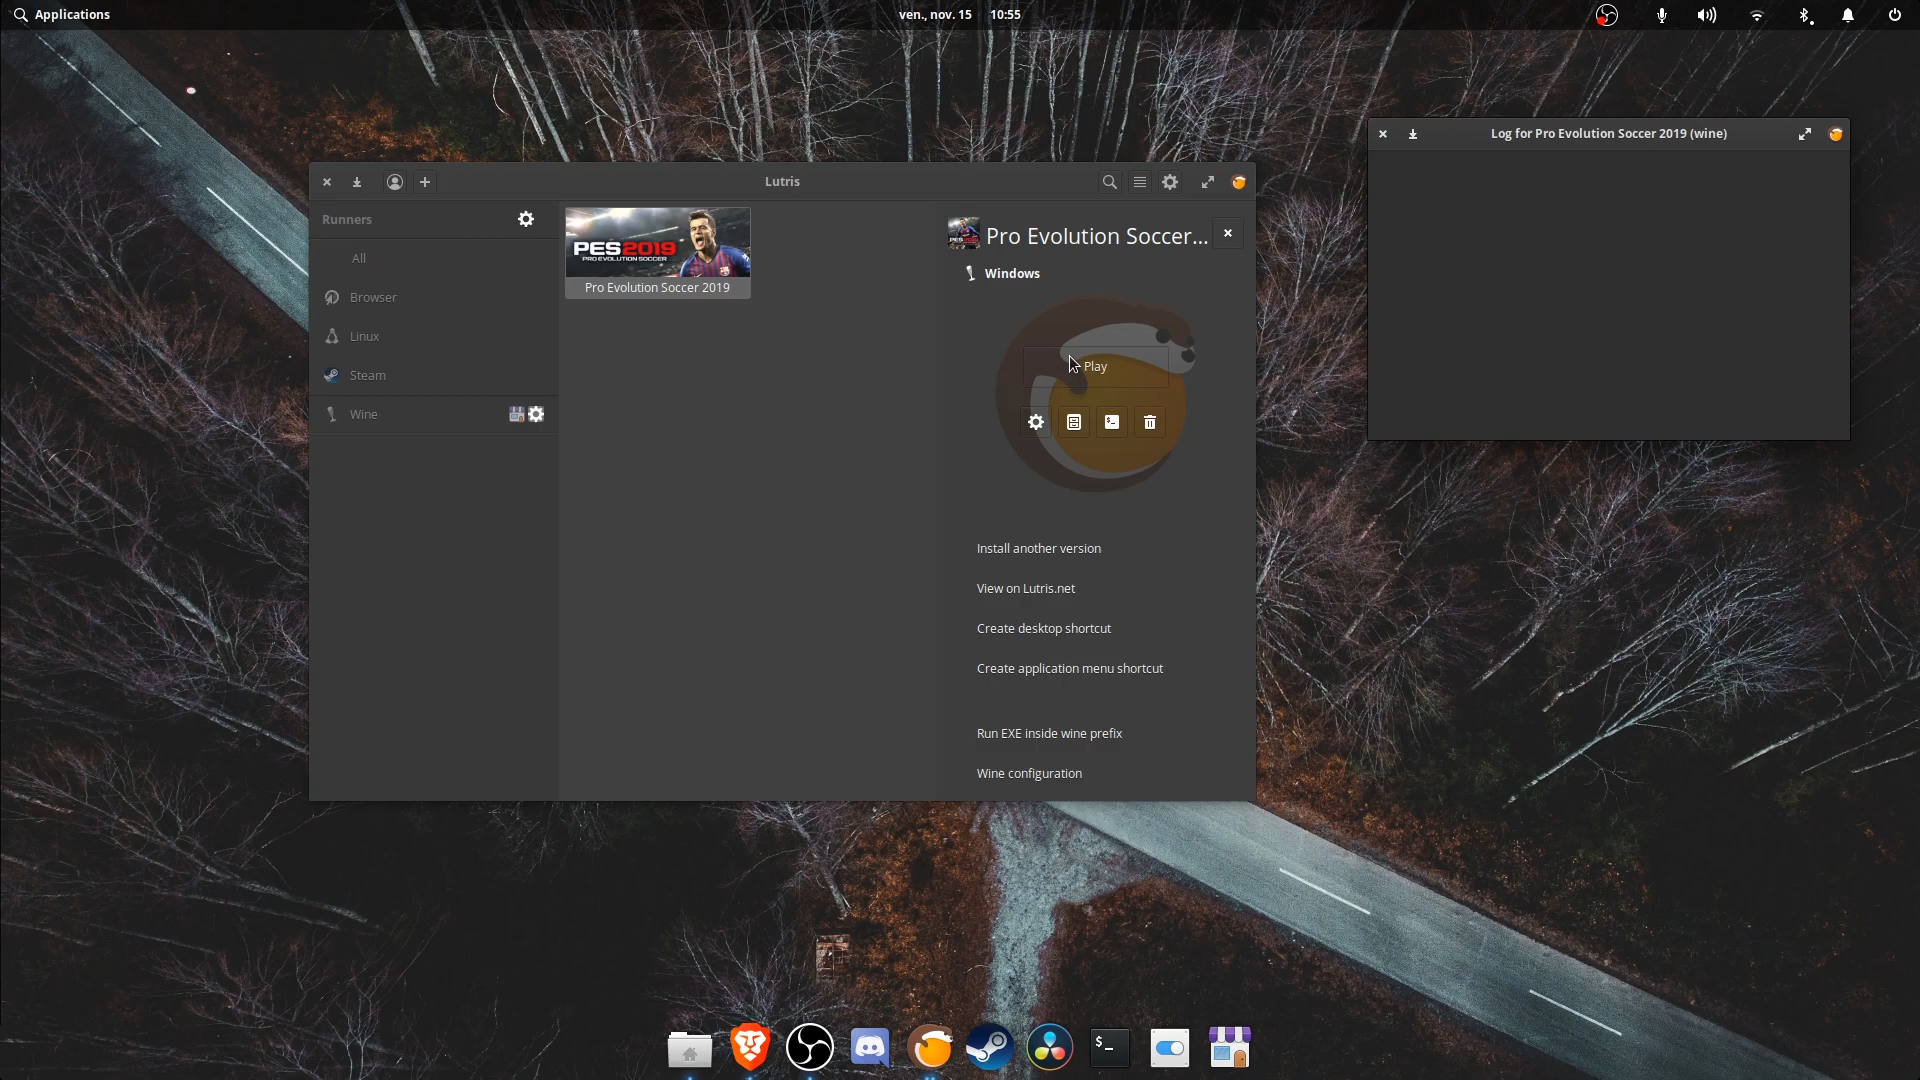 Applications
ven., nov. 15 10:55
Log for Pro Evolution Soccer 2019 (wine)
Lutris
Runners
All
Browser
Linux
Steam
Wine
PES2019
PRO EVOLUTION SOCCER
Pro Evolution Soccer 2019
Pro Evolution Soccer...
Windows
Play
Install another version
View on Lutris.net
Create desktop shortcut
Create application menu shortcut
Run EXE inside wine prefix
Wine configuration
$_